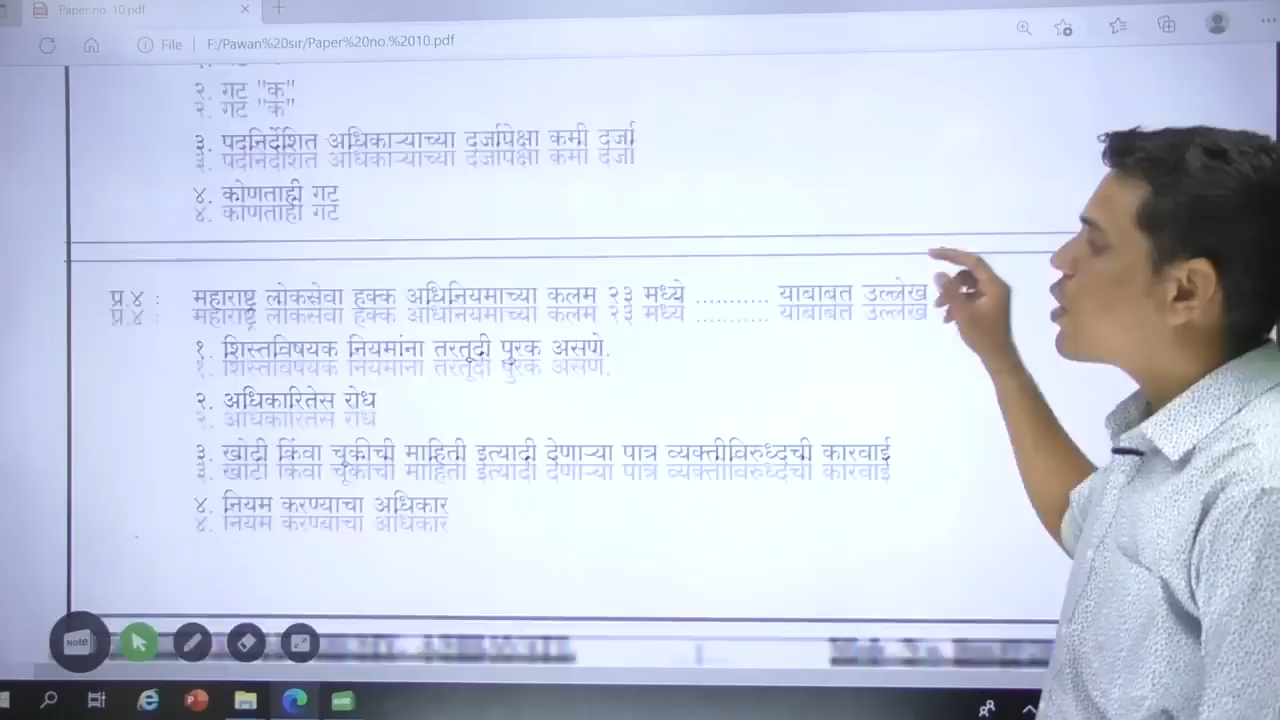 Paper no. 10.pdf
File F:/Pawan%20sir/Paper%20no.%2010.pdf
२. गट "क"
३. पदनिर्देशित अधिकाऱ्याच्या दर्जापेक्षा कमी दर्जा
४. कोणताही गट
प्र.४ : महाराष्ट्र लोकसेवा हक्क अधिनियमाच्या कलम २३ मध्ये ........... याबाबत उल्लेख
१. शिस्तविषयक नियमांना तरतूदी पुरक असणे.
२. अधिकारितेस रोध
३. खोटी किंवा चूकीची माहिती इत्यादी देणाऱ्या पात्र व्यक्तीविरुध्दची कारवाई
४. नियम करण्याचा अधिकार
Note